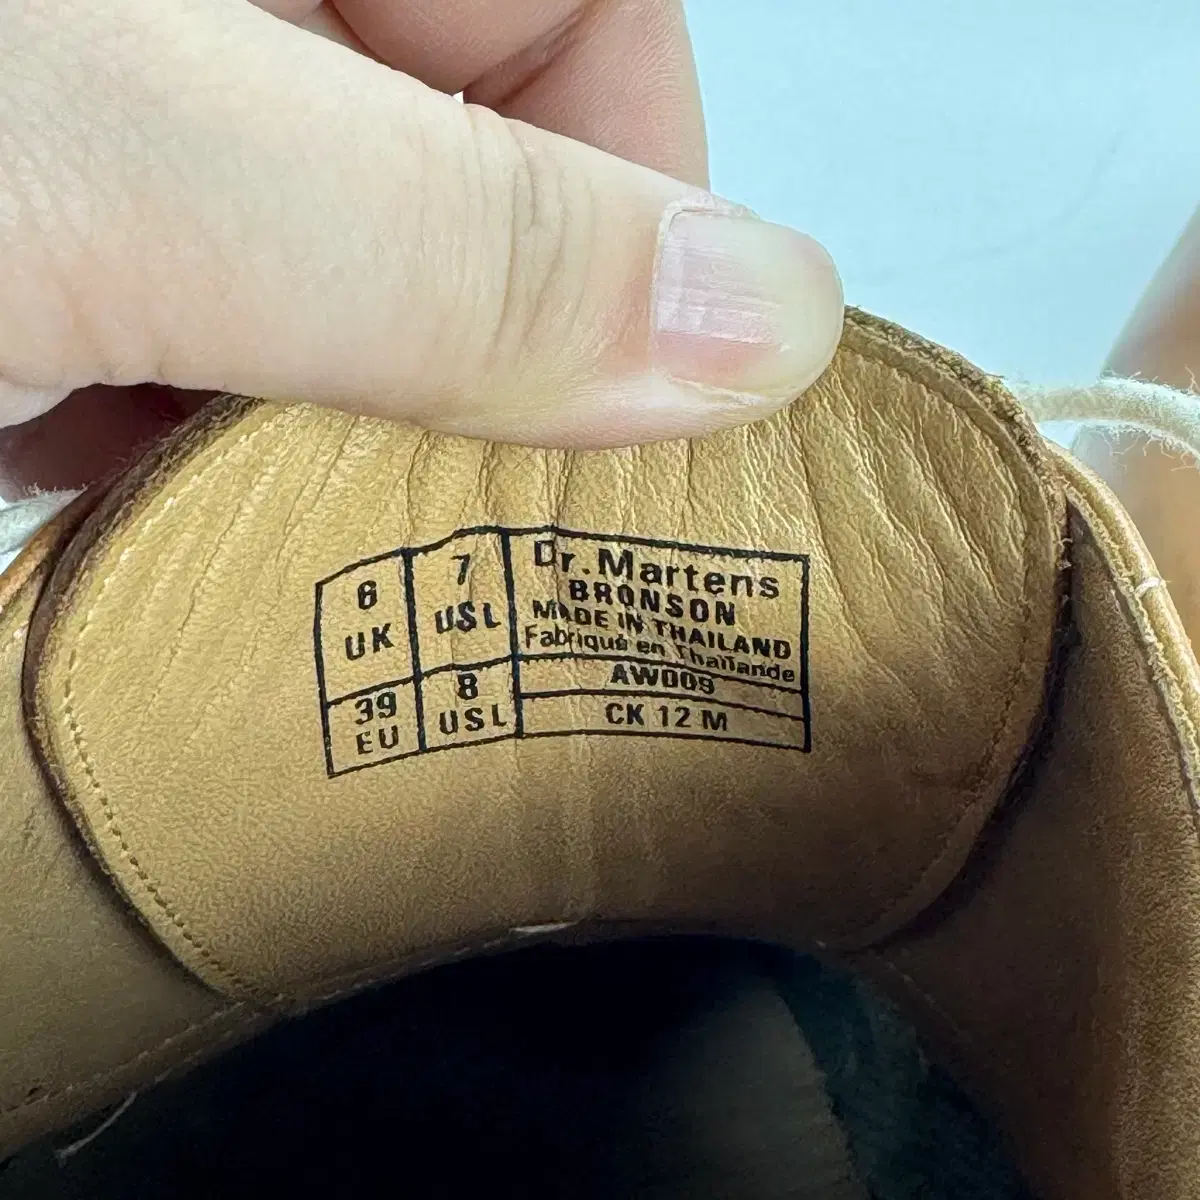 6
UK
7
USL
39
EU
8
USL
Dr.Martens
BRONSON
MADE IN THAILAND
Fabriqué en Thaïlande
AW009
CK 12 M